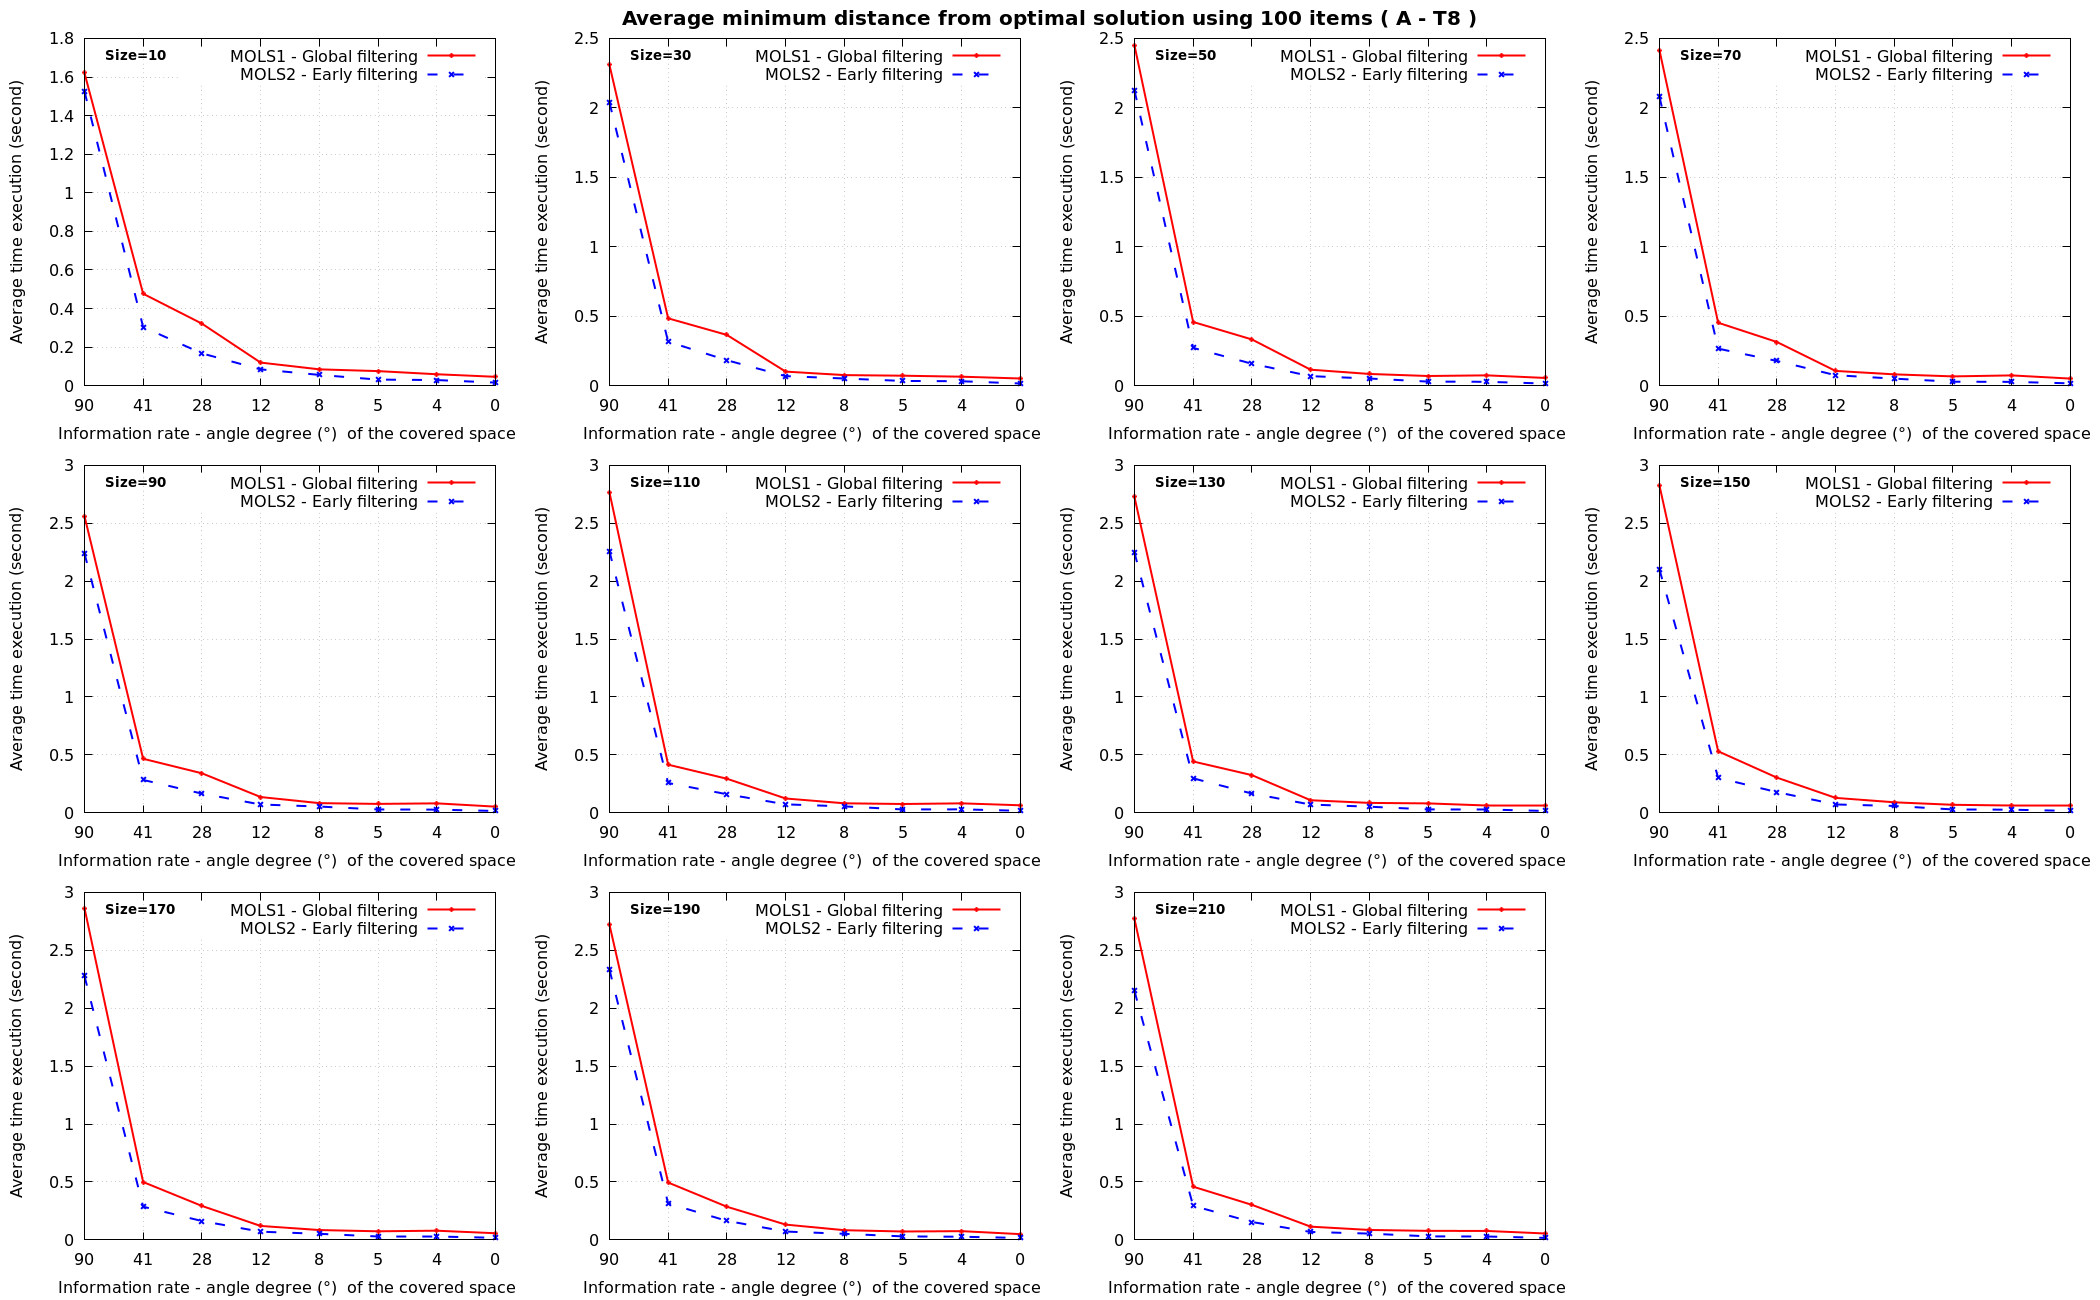 Average minimum distance from optimal solution using 100 items ( A - T8 )
Size=10
MOLS1 - Global filtering
MOLS2 - Early filtering
Average time execution (second)
1.8
1.6
1.4
1.2
1
0.8
0.6
0.4
0.2
0
90 41 28 12 8 5 4 0
Information rate - angle degree (°)  of the covered space
Size=30
MOLS1 - Global filtering
MOLS2 - Early filtering
Average time execution (second)
2.5
2
1.5
1
0.5
0
90 41 28 12 8 5 4 0
Information rate - angle degree (°)  of the covered space
Size=50
MOLS1 - Global filtering
MOLS2 - Early filtering
Average time execution (second)
2.5
2
1.5
1
0.5
0
90 41 28 12 8 5 4 0
Information rate - angle degree (°)  of the covered space
Size=70
MOLS1 - Global filtering
MOLS2 - Early filtering
Average time execution (second)
2.5
2
1.5
1
0.5
0
90 41 28 12 8 5 4 0
Information rate - angle degree (°)  of the covered space
Size=90
MOLS1 - Global filtering
MOLS2 - Early filtering
Average time execution (second)
3
2.5
2
1.5
1
0.5
0
90 41 28 12 8 5 4 0
Information rate - angle degree (°)  of the covered space
Size=110
MOLS1 - Global filtering
MOLS2 - Early filtering
Average time execution (second)
3
2.5
2
1.5
1
0.5
0
90 41 28 12 8 5 4 0
Information rate - angle degree (°)  of the covered space
Size=130
MOLS1 - Global filtering
MOLS2 - Early filtering
Average time execution (second)
3
2.5
2
1.5
1
0.5
0
90 41 28 12 8 5 4 0
Information rate - angle degree (°)  of the covered space
Size=150
MOLS1 - Global filtering
MOLS2 - Early filtering
Average time execution (second)
3
2.5
2
1.5
1
0.5
0
90 41 28 12 8 5 4 0
Information rate - angle degree (°)  of the covered space
Size=170
MOLS1 - Global filtering
MOLS2 - Early filtering
Average time execution (second)
3
2.5
2
1.5
1
0.5
0
90 41 28 12 8 5 4 0
Information rate - angle degree (°)  of the covered space
Size=190
MOLS1 - Global filtering
MOLS2 - Early filtering
Average time execution (second)
3
2.5
2
1.5
1
0.5
0
90 41 28 12 8 5 4 0
Information rate - angle degree (°)  of the covered space
Size=210
MOLS1 - Global filtering
MOLS2 - Early filtering
Average time execution (second)
3
2.5
2
1.5
1
0.5
0
90 41 28 12 8 5 4 0
Information rate - angle degree (°)  of the covered space